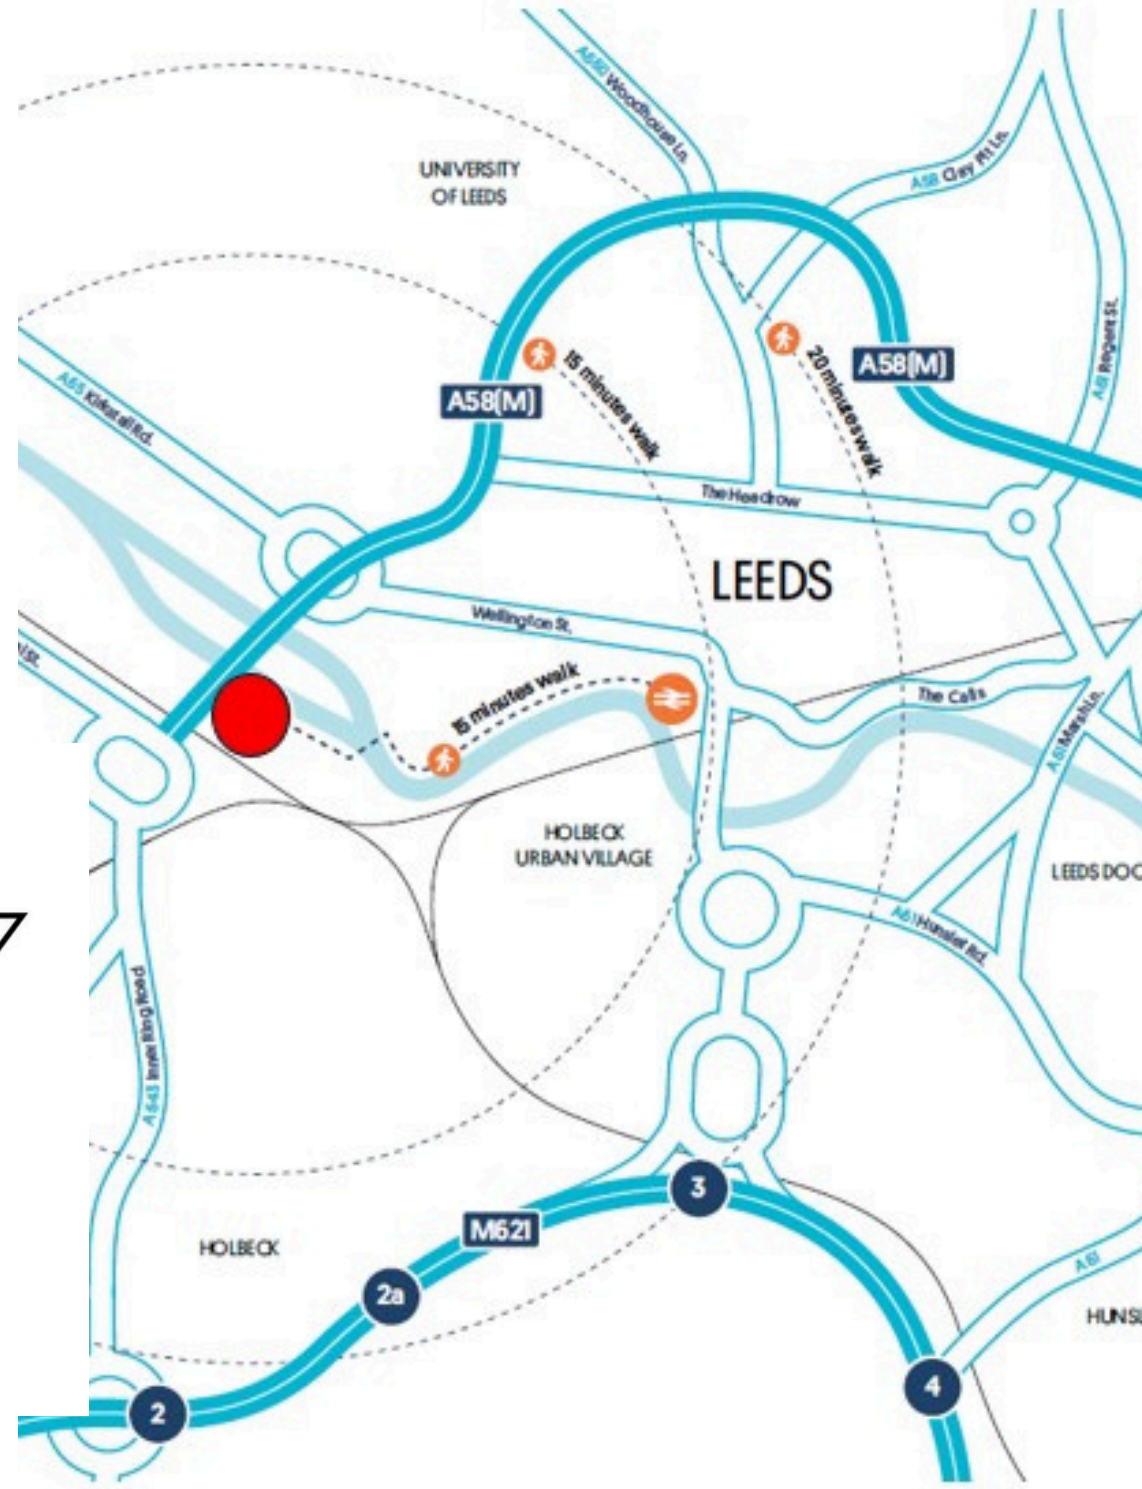 A660 Woodhouse Ln.
A58 Clay Pit Ln.
UNIVERSITY
OF LEEDS
A61 Regent St.
15 minutes walk
20 minutes walk
A58(M)
A58(M)
A65 Kirkstall Rd.
The Headrow
LEEDS
Wellington St.
15 minutes walk
The Calls
A61 Marsh Ln.
HOLBECK
URBAN VILLAGE
LEEDS DOC
A61 Hunslet Rd.
A643 Inner Ring Road
3
M621
HOLBECK
2a
A61
HUNSL
4
2